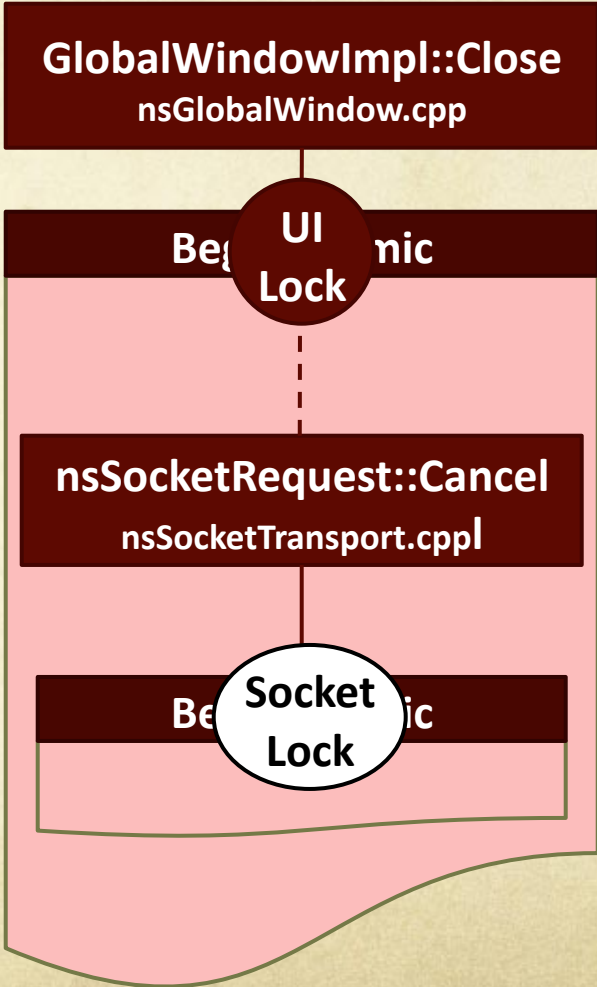 GlobalWindowImpl::Close
nsGlobalWindow.cpp
UI
Lock
nsSocketRequest::Cancel
nsSocketTransport.cppl
Socket
Lock